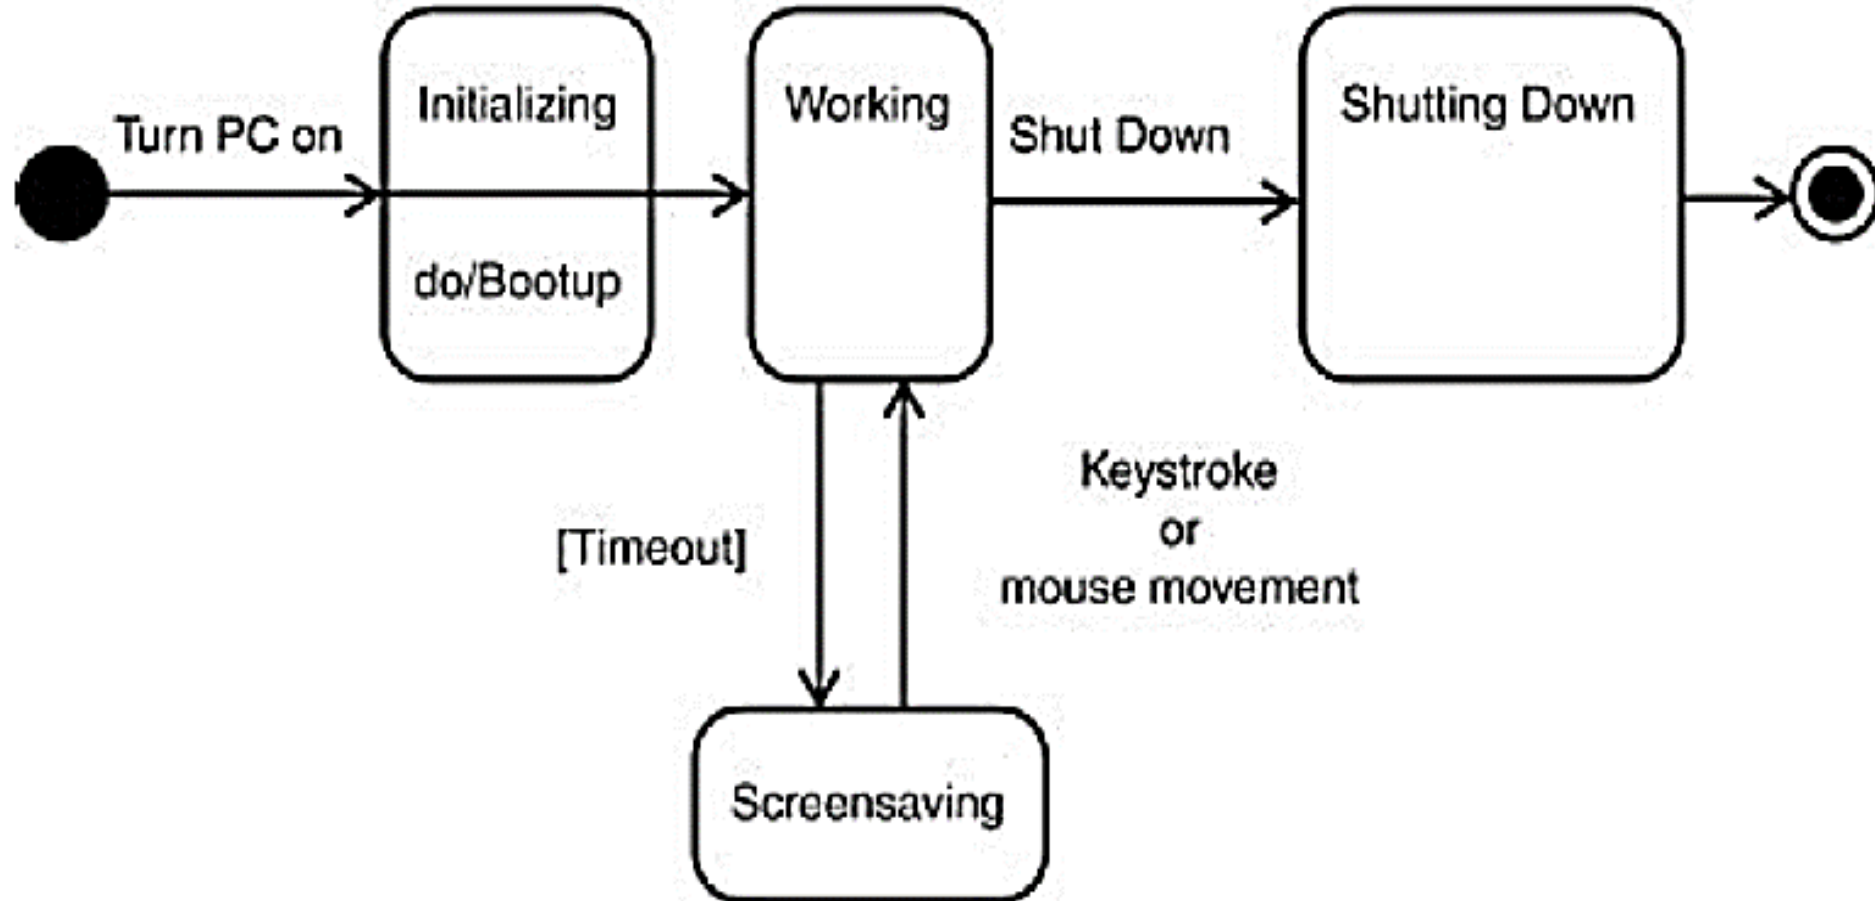 Turn PC on
Initializing
do/Bootup
Working
Shut Down
Shutting Down
[Timeout]
Keystroke
or
mouse movement
Screensaving